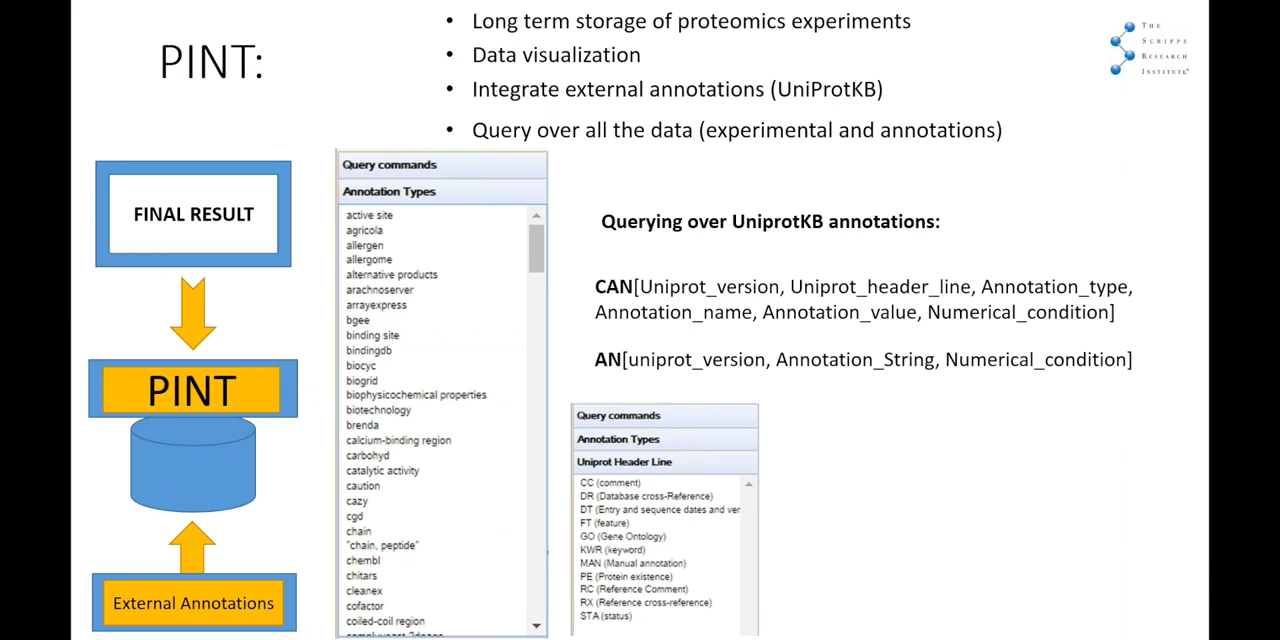 PINT:
• Long term storage of proteomics experiments
• Data visualization
• Integrate external annotations (UniProtKB)
• Query over all the data (experimental and annotations)
THE
SCRIPPS
RESEARCH
INSTITUTE
FINAL RESULT
PINT
External Annotations
Query commands
Annotation Types
active site
agricola
allergen
allergome
alternative products
arachnoserver
arrayexpress
bgee
binding site
bindingdb
biocyc
biogrid
biophysicochemical properties
biotechnology
brenda
calcium-binding region
carbohyd
catalytic activity
caution
cazy
cgd
chain
"chain, peptide"
chembl
chitars
cleanex
cofactor
coiled-coil region
Querying over UniprotKB annotations:
CAN[Uniprot_version, Uniprot_header_line, Annotation_type,
Annotation_name, Annotation_value, Numerical_condition]
AN[uniprot_version, Annotation_String, Numerical_condition]
Query commands
Annotation Types
Uniprot Header Line
CC (comment)
DR (Database cross-Reference)
DT (Entry and sequence dates and ver
FT (feature)
GO (Gene Ontology)
KWR (keyword)
MAN (Manual annotation)
PE (Protein existence)
RC (Reference Comment)
RX (Reference cross-reference)
STA (status)